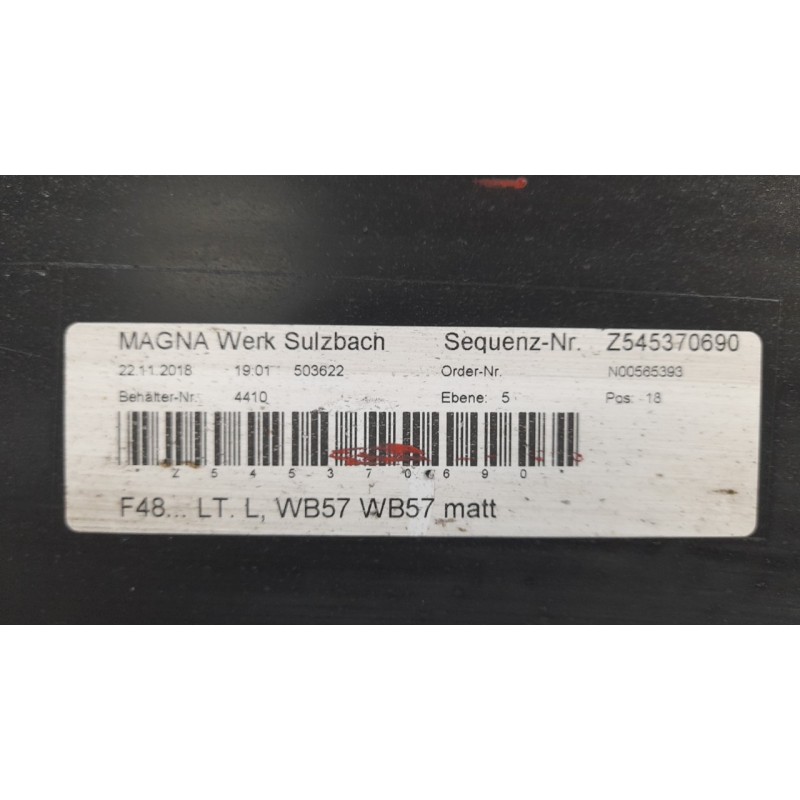 MAGNA Werk Sulzbach Sequenz-Nr. Z545370690
22.11.2018 19:01 503622 Order-Nr. N00565393
Behälter-Nr. 4410 Ebene: 5 Pos: 18
Z545370690
F48... LT. L, WB57 WB57 matt